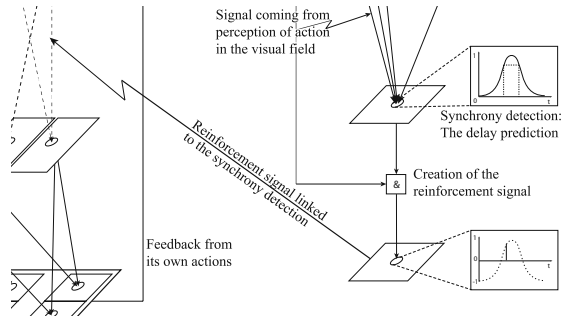 Signal coming from
perception of action
in the visual field
1
0
t
Synchrony detection:
The delay prediction
Reinforcement signal linked
to the synchrony detection
&
Creation of the
reinforcement signal
Feedback from
its own actions
1
0
-1
t